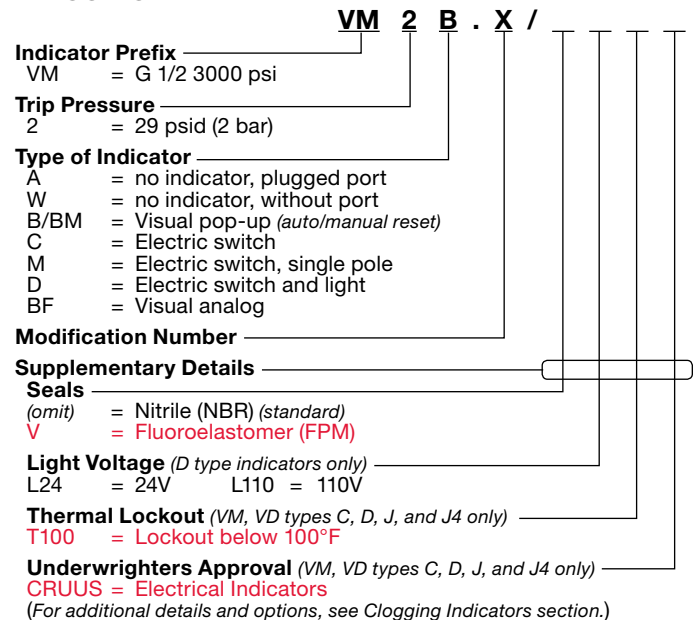 VM 2 B . X /
Indicator Prefix
VM = G 1/2 3000 psi
Trip Pressure
2 = 29 psid (2 bar)
Type of Indicator
A = no indicator, plugged port
W = no indicator, without port
B/BM = Visual pop-up (auto/manual reset)
C = Electric switch
M = Electric switch, single pole
D = Electric switch and light
BF = Visual analog
Modification Number
Supplementary Details
Seals
(omit) = Nitrile (NBR) (standard)
V = Fluoroelastomer (FPM)
Light Voltage (D type indicators only)
L24 = 24V L110 = 110V
Thermal Lockout (VM, VD types C, D, J, and J4 only)
T100 = Lockout below 100°F
Underwrighters Approval (VM, VD types C, D, J, and J4 only)
CRUUS = Electrical Indicators
(For additional details and options, see Clogging Indicators section.)